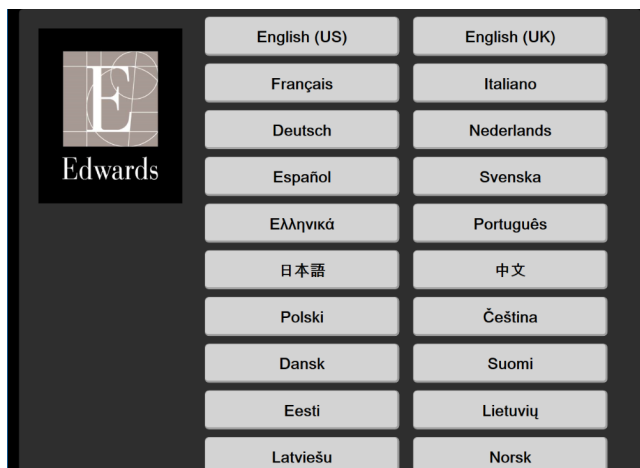 E
Edwards
English (US)
English (UK)
Français
Italiano
Deutsch
Nederlands
Español
Svenska
Ελληνικά
Português
日本語
中文
Polski
Čeština
Dansk
Suomi
Eesti
Lietuvių
Latviešu
Norsk